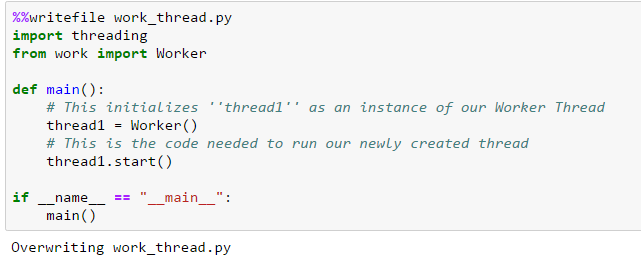 %%writefile work_thread.py
import threading
from work import Worker

def main():
    # This initializes ''thread1'' as an instance of our Worker Thread
    thread1 = Worker()
    # This is the code needed to run our newly created thread
    thread1.start()

if __name__ == "__main__":
    main()

Overwriting work_thread.py